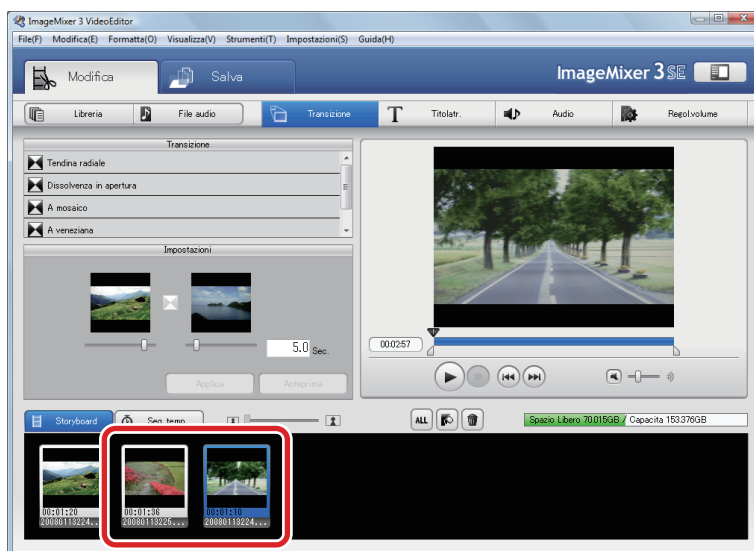 ImageMixer 3 VideoEditor
File(F) Modifica(E) Formatta(O) Visualizza(V) Strumenti(T) Impostazioni(S) Guida(H)
Modifica Salva ImageMixer 3 SE
Libreria File audio Transizione T Titolatr. Audio Regol.volume
Transizione
Tendina radiale
Dissolvenza in apertura
A mosaico
A veneziana
Impostazioni
5.0 Sec.
00:02:57
Applica Anteprima
Storyboard Seq. temp. ALL Spazio Libero 70.015GB / Capacita 153.376GB
00:01:20 00:01:36 00:01:10
20080113224... 20080113225... 20080113224...